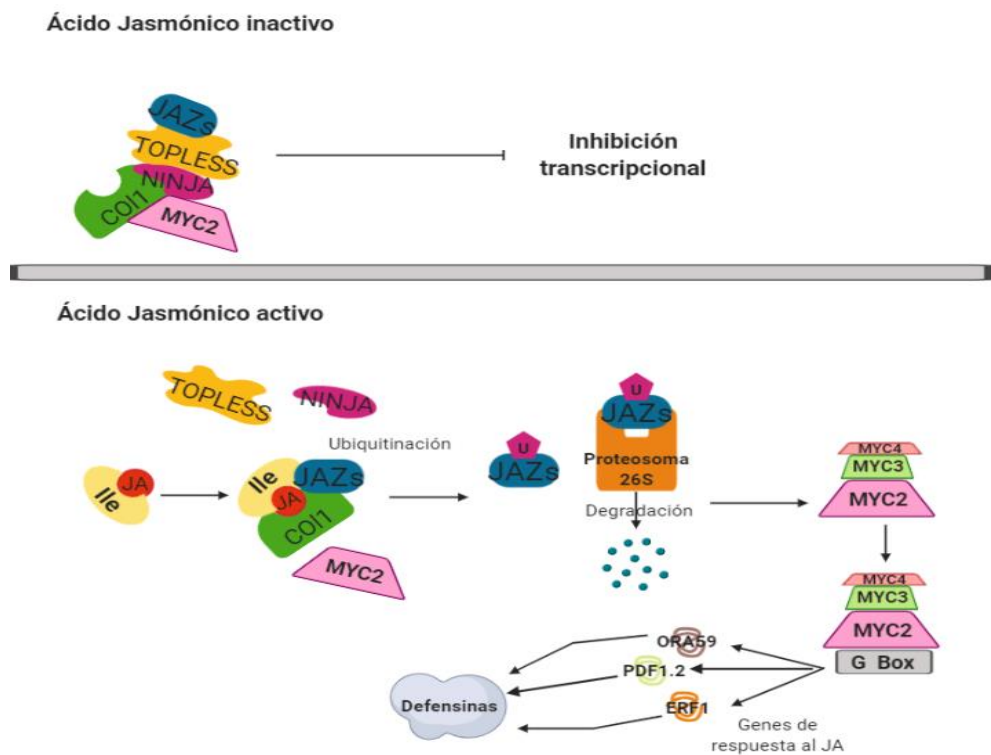 Ácido Jasmónico inactivo
JAZs
TOPLESS
NINJA
COI1
MYC2
Inhibición
transcripcional
Ácido Jasmónico activo
TOPLESS
NINJA
Ubiquitinación
JA
Ile
Ile
JA
JAZs
COI1
MYC2
U
JAZs
U
JAZs
Proteosoma
26S
Degradación
MYC4
MYC3
MYC2
MYC4
MYC3
MYC2
G Box
ORA59
PDF1.2
ERF1
Defensinas
Genes de
respuesta al JA